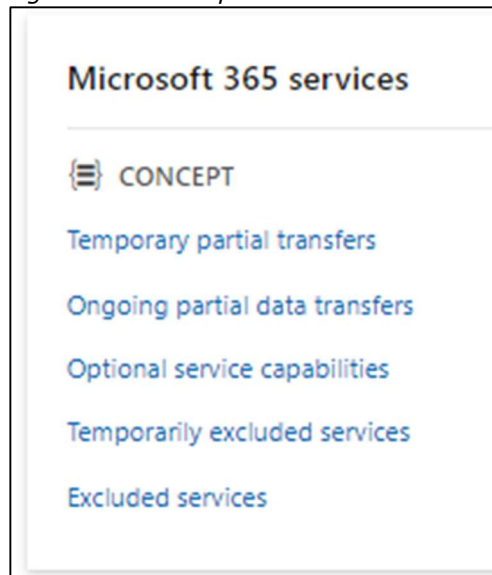 Microsoft 365 services
CONCEPT
Temporary partial transfers
Ongoing partial data transfers
Optional service capabilities
Temporarily excluded services
Excluded services